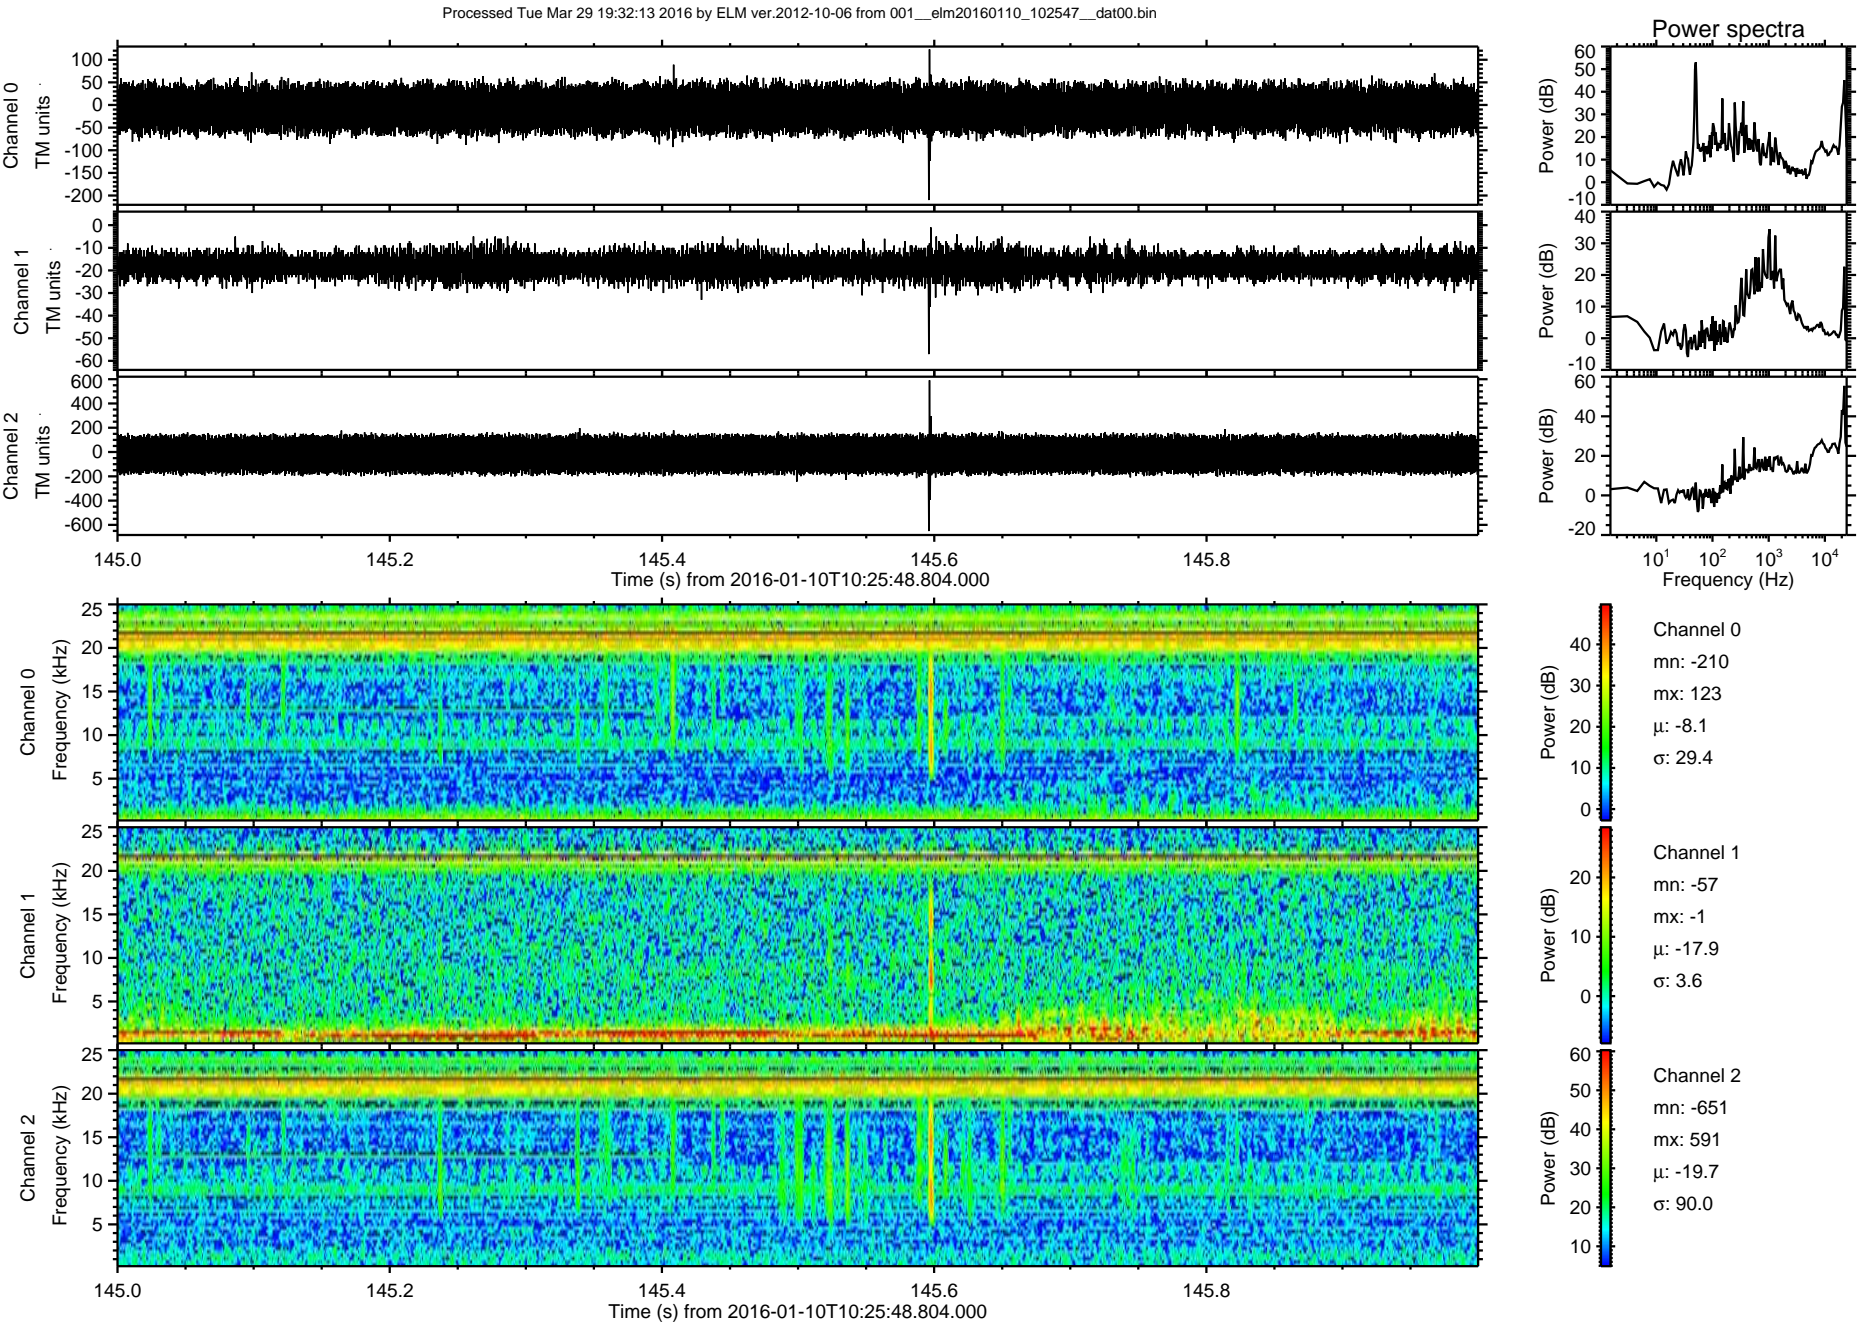 Processed Tue Mar 29 19:32:13 2016 by ELM ver.2012-10-06 from 001__elm20160110_102547__dat00.bin
Power spectra
Channel 0
TM units
100
50
0
-50
-100
-150
-200
Power (dB)
60
50
40
30
20
10
0
-10
Channel 1
TM units
0
-10
-20
-30
-40
-50
-60
Power (dB)
40
30
20
10
0
-10
Channel 2
TM units
600
400
200
0
-200
-400
-600
Power (dB)
60
40
20
0
-20
145.0 145.2 145.4 145.6 145.8
Time (s) from 2016-01-10T10:25:48.804.000
10^1 10^2 10^3 10^4
Frequency (Hz)
Channel 0
Frequency (kHz)
25
20
15
10
5
Power (dB)
40
30
20
10
0
Channel 0
mn: -210
mx: 123
μ: -8.1
σ: 29.4
Channel 1
Frequency (kHz)
25
20
15
10
5
Power (dB)
20
10
0
Channel 1
mn: -57
mx: -1
μ: -17.9
σ: 3.6
Channel 2
Frequency (kHz)
25
20
15
10
5
Power (dB)
60
50
40
30
20
10
Channel 2
mn: -651
mx: 591
μ: -19.7
σ: 90.0
145.0 145.2 145.4 145.6 145.8
Time (s) from 2016-01-10T10:25:48.804.000